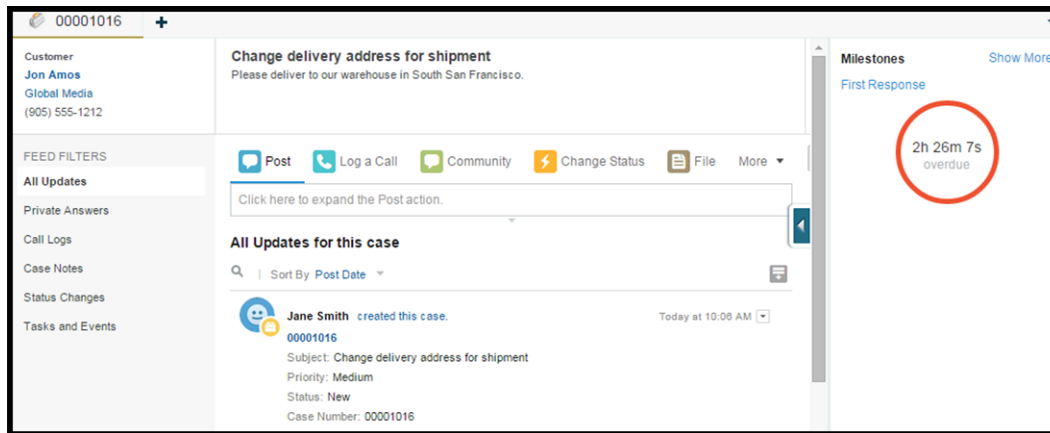 00001016
Customer
Jon Amos
Global Media
(905) 555-1212
Change delivery address for shipment
Please deliver to our warehouse in South San Francisco.
FEED FILTERS
All Updates
Private Answers
Call Logs
Case Notes
Status Changes
Tasks and Events
Post Log a Call Community Change Status File More
Click here to expand the Post action.
All Updates for this case
Sort By Post Date
Jane Smith created this case. Today at 10:06 AM
00001016
Subject: Change delivery address for shipment
Priority: Medium
Status: New
Case Number: 00001016
Milestones Show More
First Response
2h 26m 7s
overdue